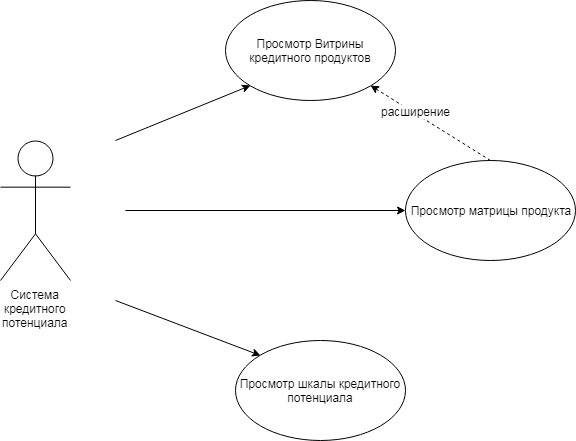 Просмотр Витрины
кредитного продуктов
расширение
Просмотр матрицы продукта
Система
кредитного
потенциала
Просмотр шкалы кредитного
потенциала